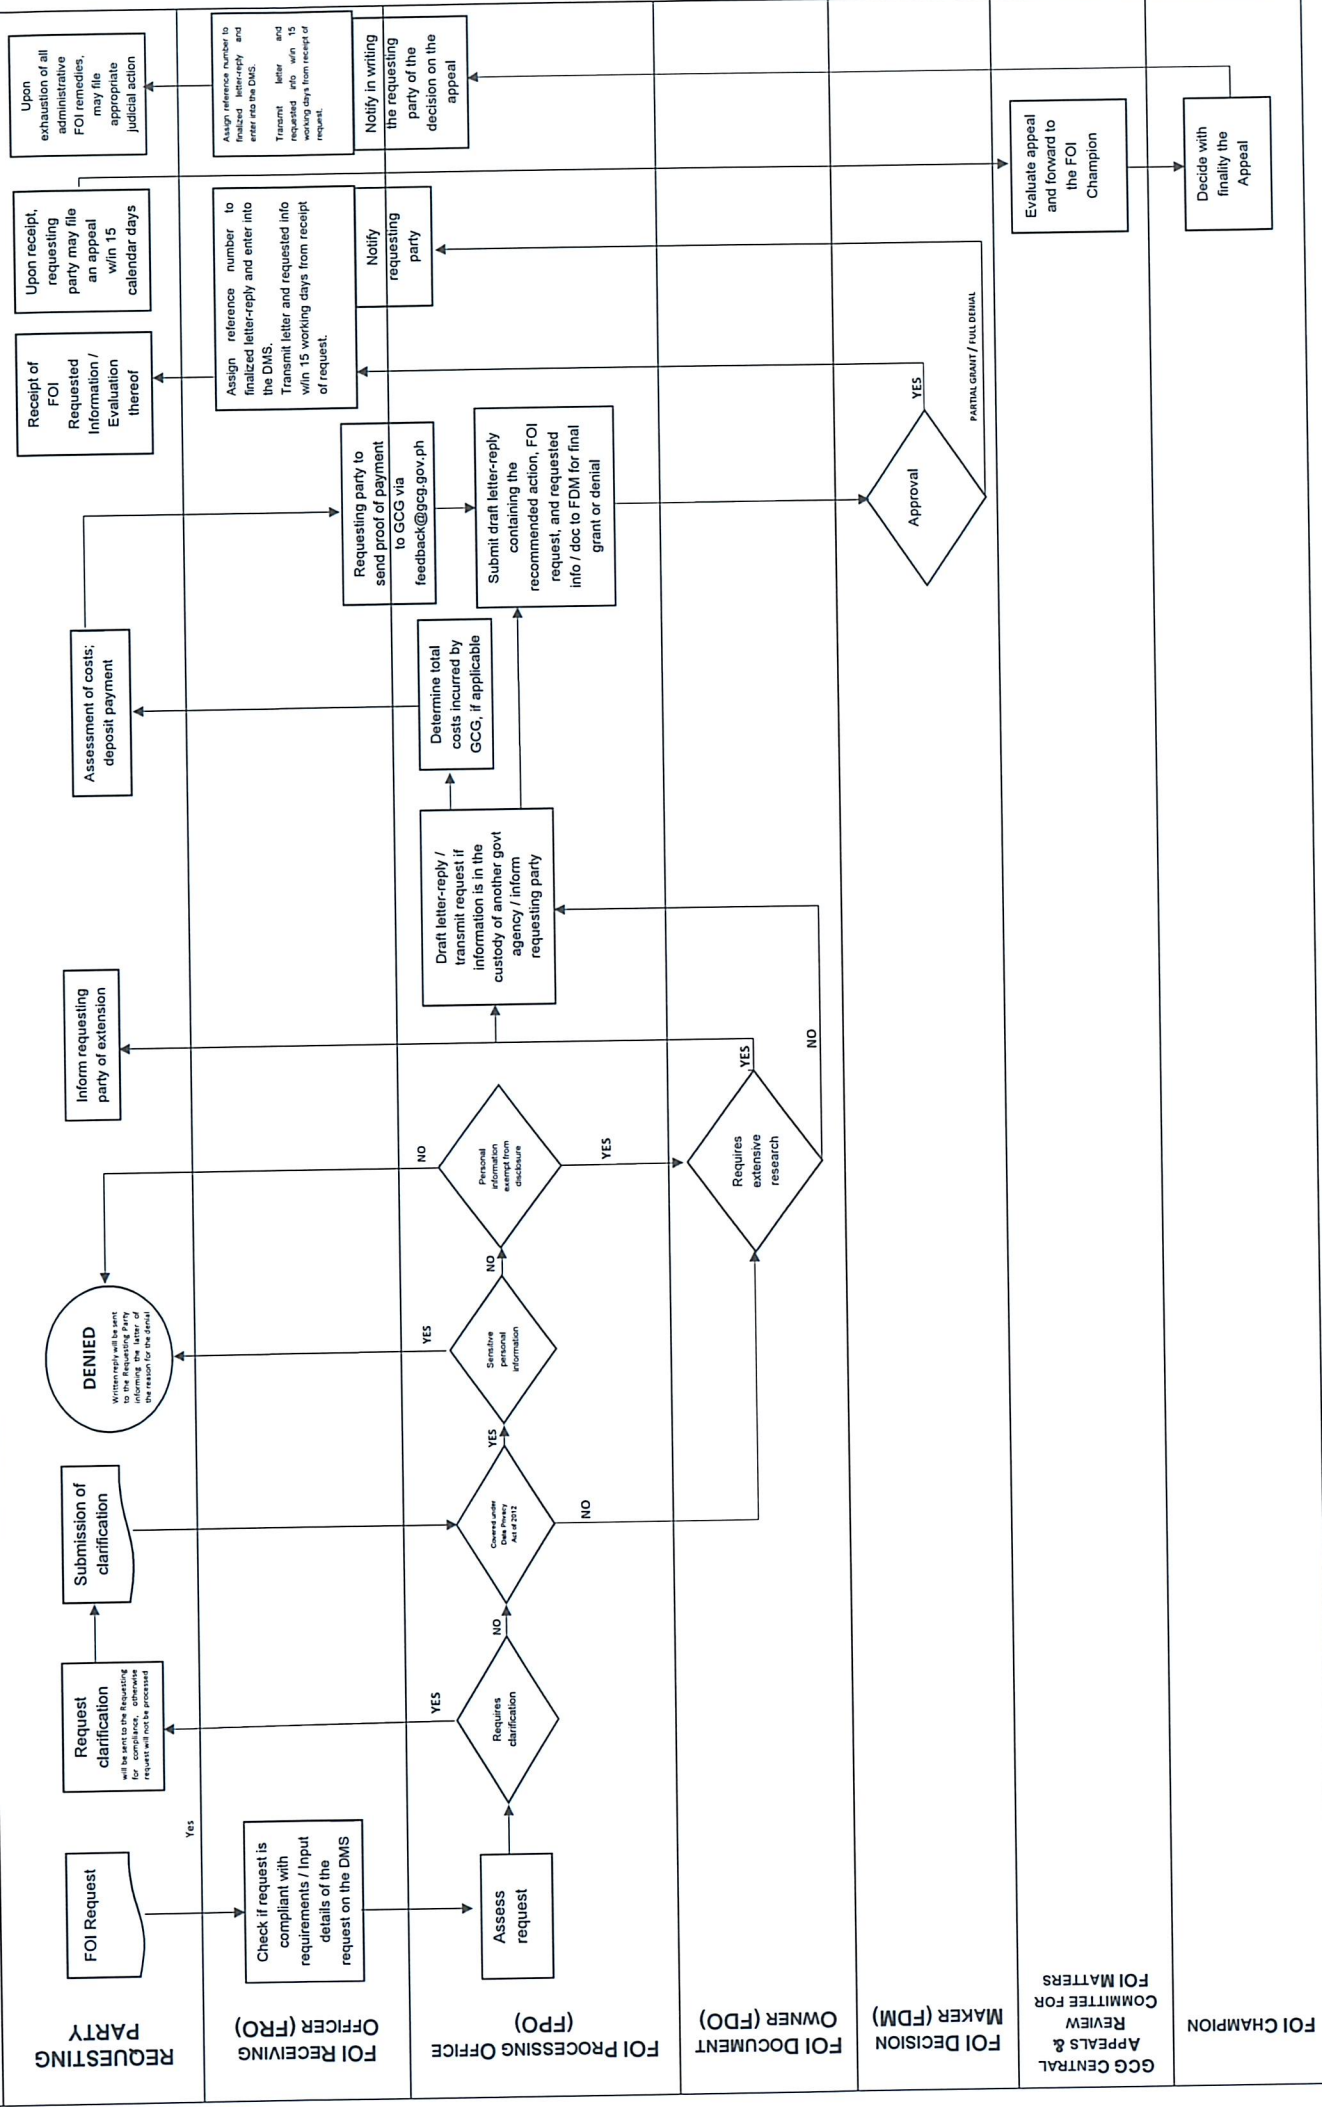 REQUESTING
PARTY
FOI Request
Yes
Request
clarification
will be sent to the Requesting
for compliance, otherwise
request will not be processed
Submission of
clarification
DENIED
Written reply will be sent
to the Requesting Party
informing the latter of
the reason for the denial
Inform requesting
party of extension
Assessment of costs;
deposit payment
Receipt of
FOI
Requested
Information /
Evaluation
thereof
Upon receipt,
requesting
party may file
an appeal
w/in 15
calendar days
Upon
exhaustion of all
administrative
FOI remedies,
may file
appropriate
judicial action
FOI RECEIVING
OFFICER (FRO)
Check if request is
compliant with
requirements / Input
details of the
request on the DMS
Requesting party to
send proof of payment
to GCG via
feedback@gcg.gov.ph
Assign reference number to
finalized letter-reply and enter into
the DMS.
Transmit letter and requested info
w/in 15 working days from receipt
of request.
Notify
requesting
party
Assign reference number to
finalized letter-reply and
enter into the DMS.
Transmit letter and
requested info w/in 15
working days from receipt of
request.
Notify in writing
the requesting
party of the
decision on the
appeal
FOI PROCESSING OFFICE
(FPO)
Assess
request
Requires
clarification
YES
NO
Covered under
Data Privacy
Act of 2012
YES
NO
Sensitive
personal
information
YES
NO
Personal
information
exempt from
disclosure
NO
YES
Draft letter-reply /
transmit request if
information is in the
custody of another govt
agency / inform
requesting party
Determine total
costs incurred by
GCG, if applicable
Submit draft letter-reply
containing the
recommended action, FOI
request, and requested
info / doc to FDM for final
grant or denial
FOI DOCUMENT
OWNER (FDO)
Requires
extensive
research
YES
NO
FOI DECISION
MAKER (FDM)
Approval
YES
PARTIAL GRANT / FULL DENIAL
GCG CENTRAL
APPEALS &
REVIEW
COMMITTEE FOR
FOI MATTERS
Evaluate appeal
and forward to
the FOI
Champion
FOI CHAMPION
Decide with
finality the
Appeal